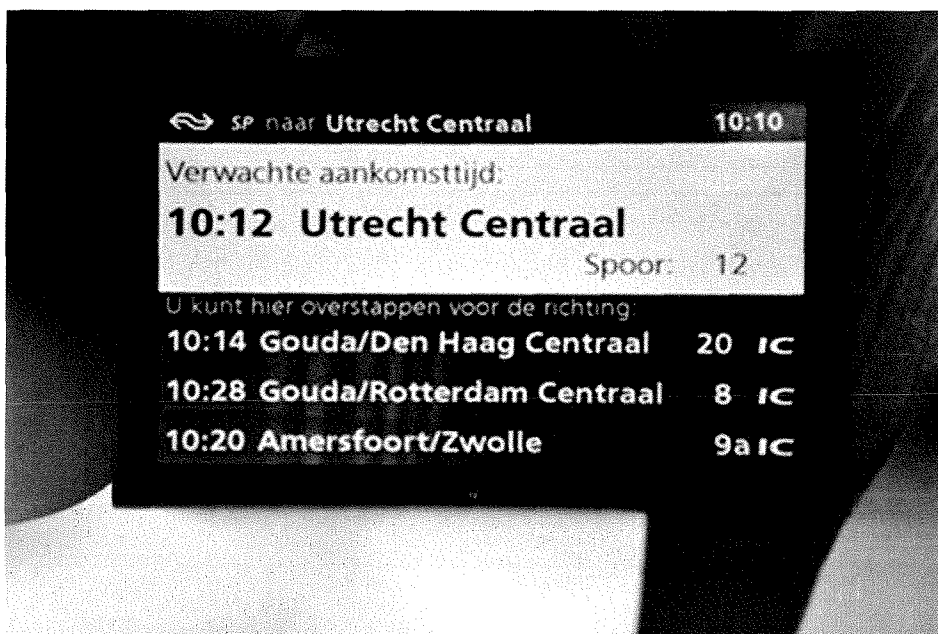 SP naar Utrecht Centraal 10:10
Verwachte aankomsttijd:
10:12 Utrecht Centraal
Spoor: 12
U kunt hier overstappen voor de richting:
10:14 Gouda/Den Haag Centraal 20 IC
10:28 Gouda/Rotterdam Centraal 8 IC
10:20 Amersfoort/Zwolle 9a IC